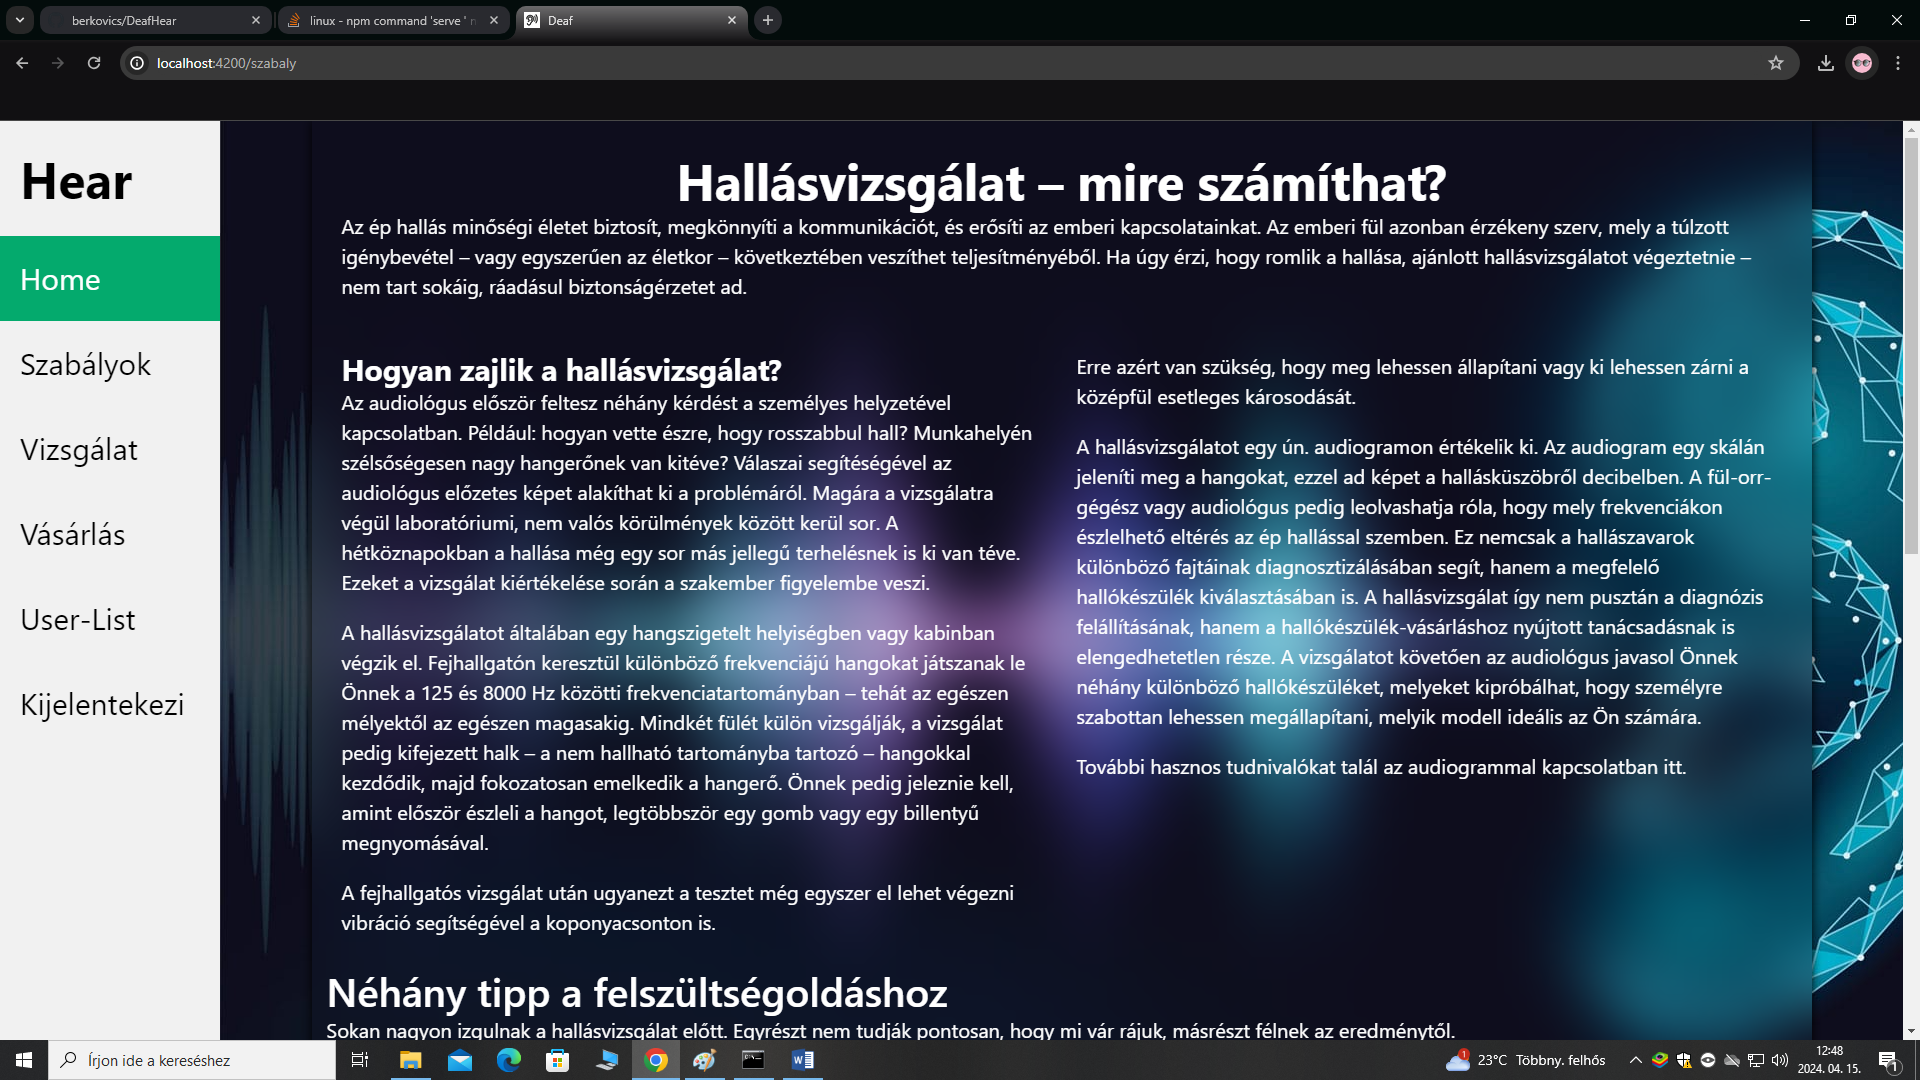 berkovics/DeafHear
linux - npm command 'serve '
Deaf
localhost:4200/szabaly
Hear
Home
Szabályok
Vizsgálat
Vásárlás
User-List
Kijelentekezi
Hallásvizsgálat – mire számíthat?
Az ép hallás minőségi életet biztosít, megkönnyíti a kommunikációt, és erősíti az emberi kapcsolatainkat. Az emberi fül azonban érzékeny szerv, mely a túlzott
igénybevétel – vagy egyszerűen az életkor – következtében veszíthet teljesítményéből. Ha úgy érzi, hogy romlik a hallása, ajánlott hallásvizsgálatot végeztetnie –
nem tart sokáig, ráadásul biztonságérzetet ad.
Hogyan zajlik a hallásvizsgálat?
Az audiológus először feltesz néhány kérdést a személyes helyzetével
kapcsolatban. Például: hogyan vette észre, hogy rosszabbul hall? Munkahelyén
szélsőségesen nagy hangerőnek van kitéve? Válaszai segítéségével az
audiológus előzetes képet alakíthat ki a problémáról. Magára a vizsgálatra
végül laboratóriumi, nem valós körülmények között kerül sor. A
hétköznapokban a hallása még egy sor más jellegű terhelésnek is ki van téve.
Ezeket a vizsgálat kiértékelése során a szakember figyelembe veszi.
A hallásvizsgálatot általában egy hangszigetelt helyiségben vagy kabinban
végzik el. Fejhallgatón keresztül különböző frekvenciájú hangokat játszanak le
Önnek a 125 és 8000 Hz közötti frekvenciatartományban – tehát az egészen
mélyektől az egészen magasakig. Mindkét fülét külön vizsgálják, a vizsgálat
pedig kifejezett halk – a nem hallható tartományba tartozó – hangokkal
kezdődik, majd fokozatosan emelkedik a hangerő. Önnek pedig jeleznie kell,
amint először észleli a hangot, legtöbbször egy gomb vagy egy billentyű
megnyomásával.
A fejhallgatós vizsgálat után ugyanezt a tesztet még egyszer el lehet végezni
vibráció segítségével a koponyacsonton is.
Erre azért van szükség, hogy meg lehessen állapítani vagy ki lehessen zárni a
középfül esetleges károsodását.
A hallásvizsgálatot egy ún. audiogramon értékelik ki. Az audiogram egy skálán
jeleníti meg a hangokat, ezzel ad képet a hallásküszöbről decibelben. A fül-orr-
gégész vagy audiológus pedig leolvashatja róla, hogy mely frekvenciákon
észlelhető eltérés az ép hallással szemben. Ez nemcsak a hallászavarok
különböző fajtáinak diagnosztizálásában segít, hanem a megfelelő
hallókészülék kiválasztásában is. A hallásvizsgálat így nem pusztán a diagnózis
felállításának, hanem a hallókészülék-vásárláshoz nyújtott tanácsadásnak is
elengedhetetlen része. A vizsgálatot követően az audiológus javasol Önnek
néhány különböző hallókészüléket, melyeket kipróbálhat, hogy személyre
szabottan lehessen megállapítani, melyik modell ideális az Ön számára.
További hasznos tudnivalókat talál az audiogrammal kapcsolatban itt.
Néhány tipp a felszültségoldáshoz
Sokan nagyon izgulnak a hallásvizsgálat előtt. Egyrészt nem tudják pontosan, hogy mi vár rájuk, másrészt félnek az eredménytől.
Írjon ide a kereséshez
1
23°C Többny. felhős
12:48
2024. 04. 15.
1